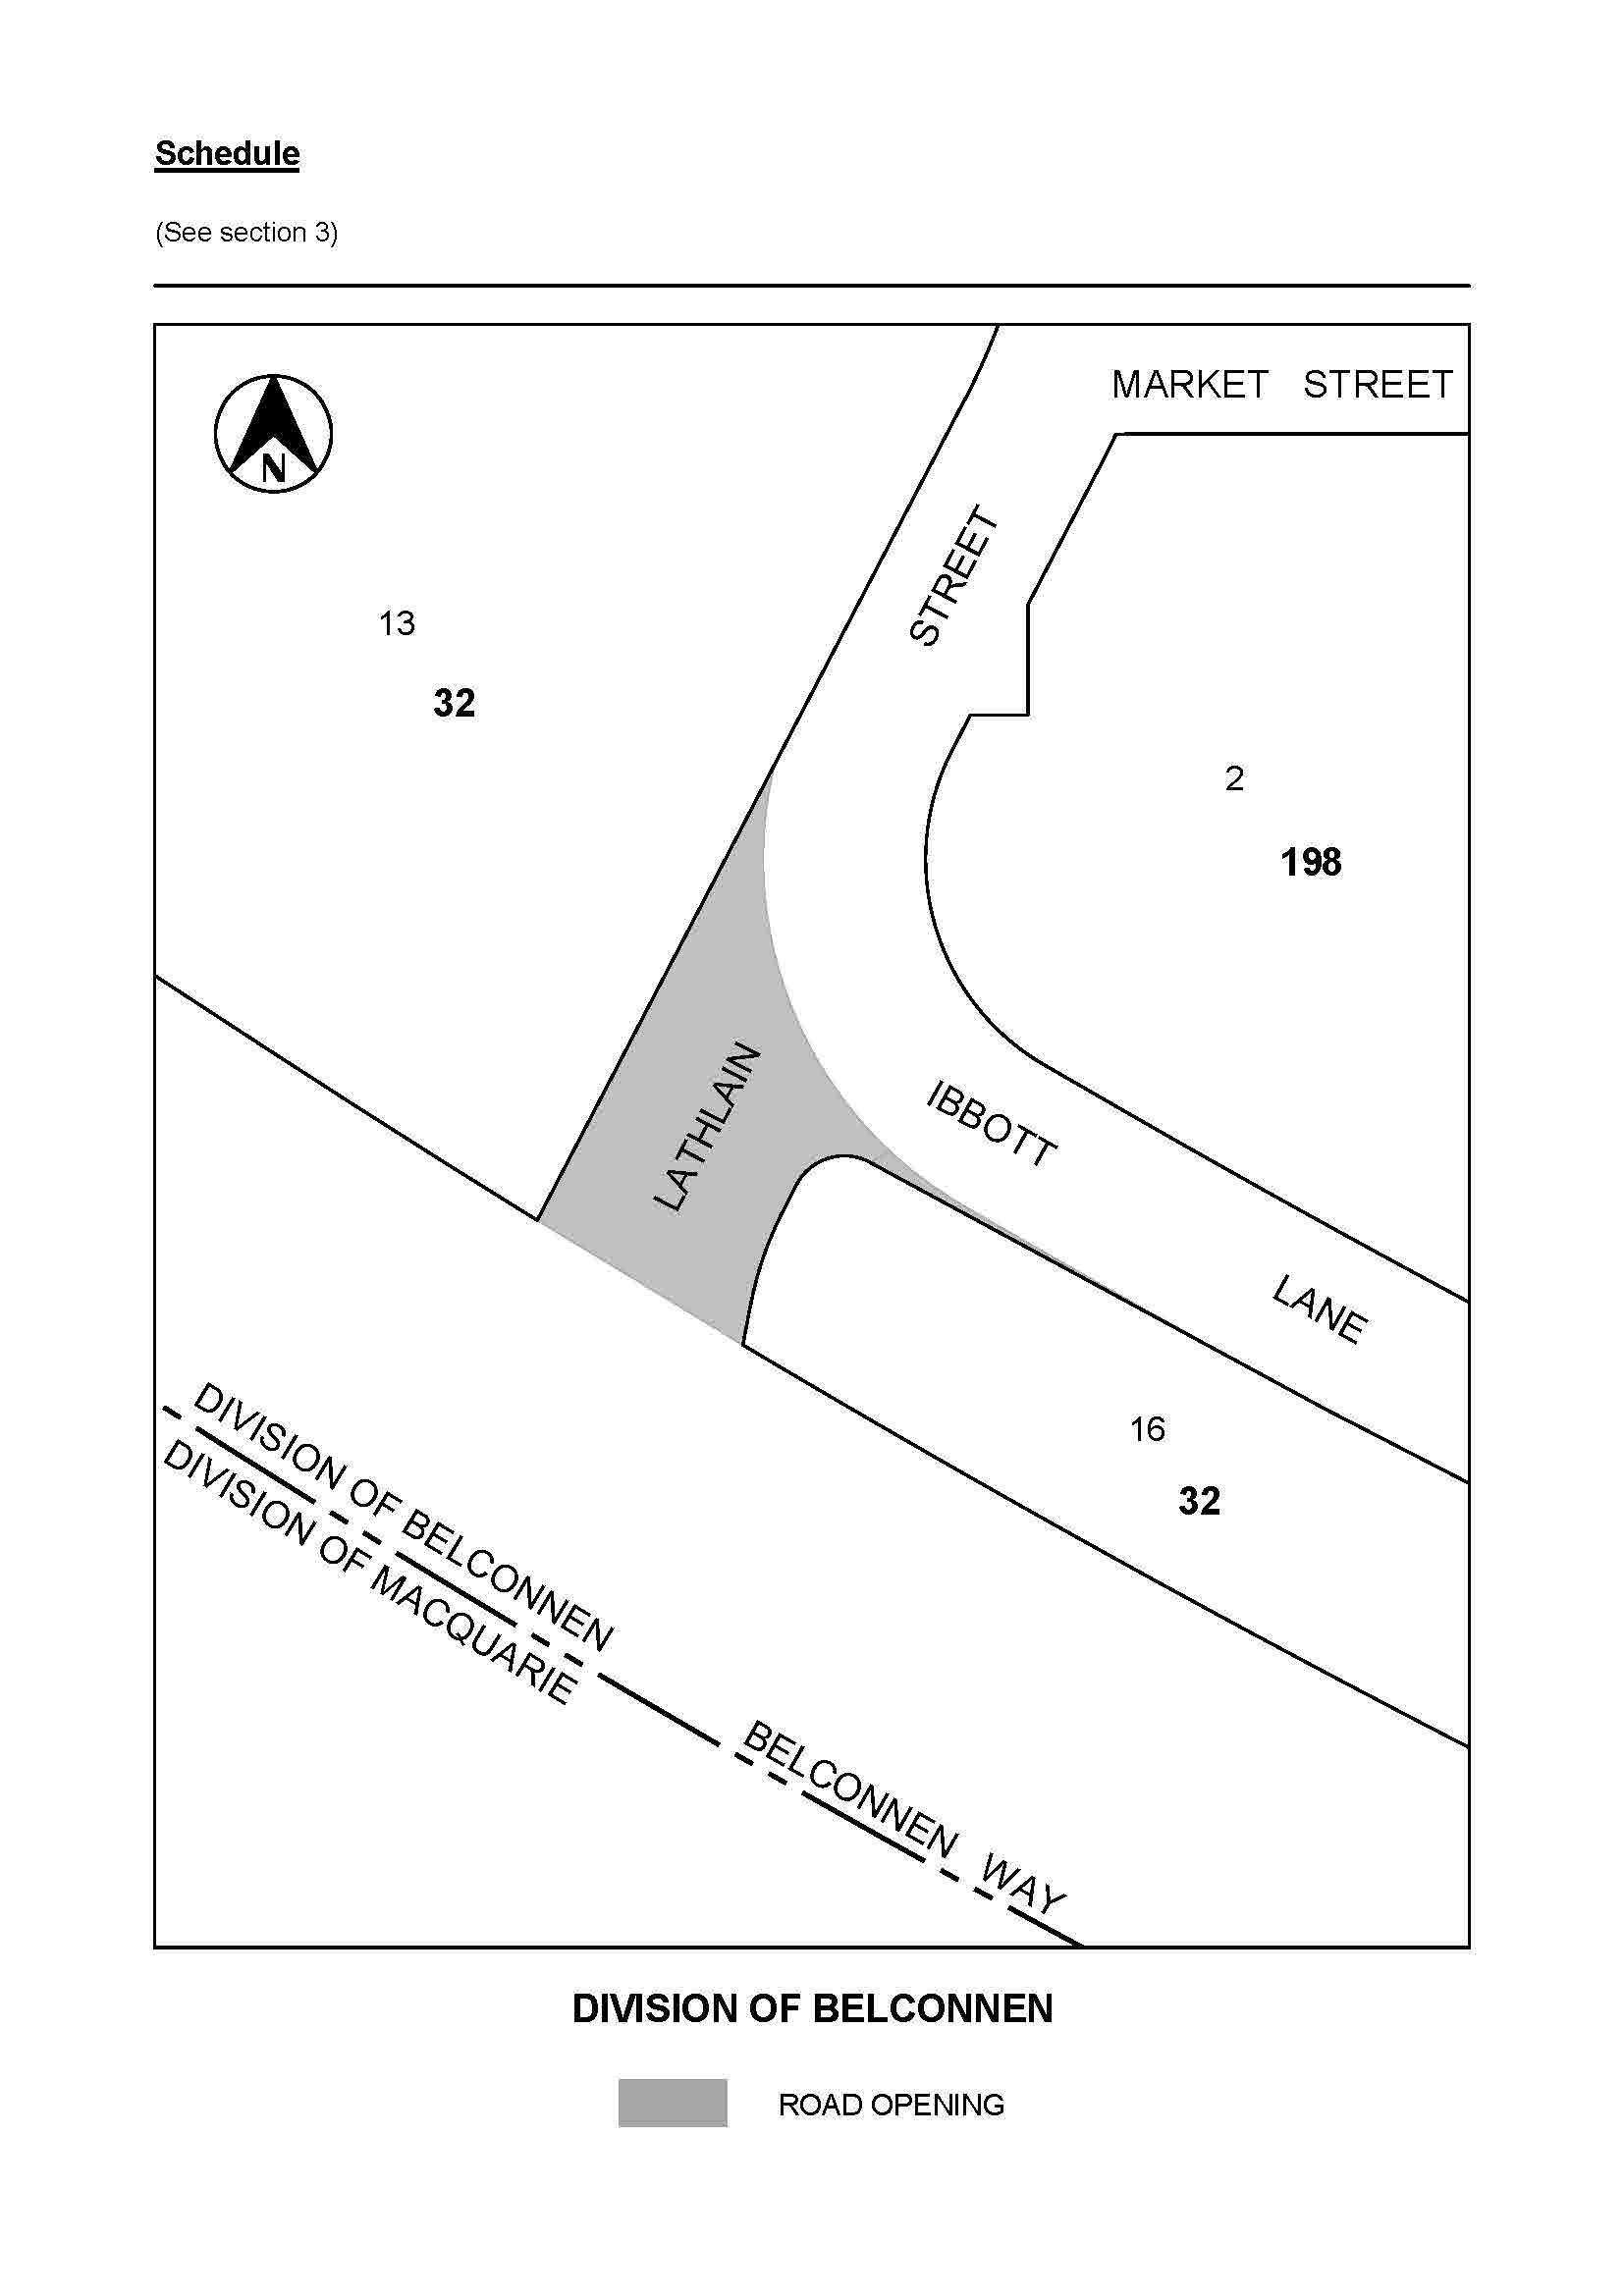 Schedule
(See section 3)
MARKET STREET
N
STREET
13
32
2
198
LATHLAIN
IBBOTT
LANE
16
32
DIVISION OF BELCONNEN
DIVISION OF MACQUARIE
BELCONNEN WAY
DIVISION OF BELCONNEN
ROAD OPENING